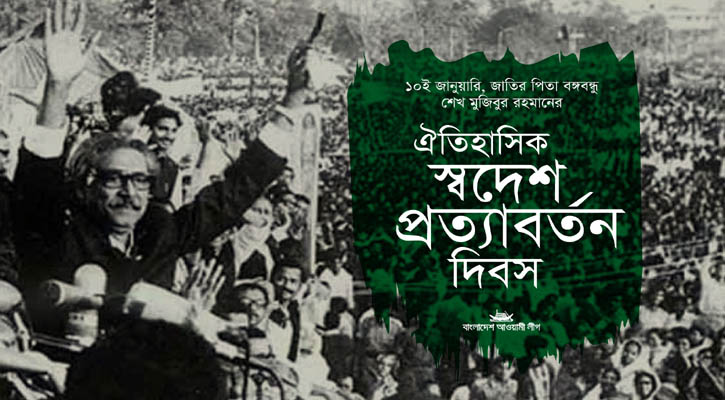 ১০ই জানুয়ারি, জাতির পিতা বঙ্গবন্ধু
শেখ মুজিবুর রহমানের
ঐতিহাসিক
স্বদেশ
প্রত্যাবর্তন
দিবস
বাংলাদেশ আওয়ামী লীগ